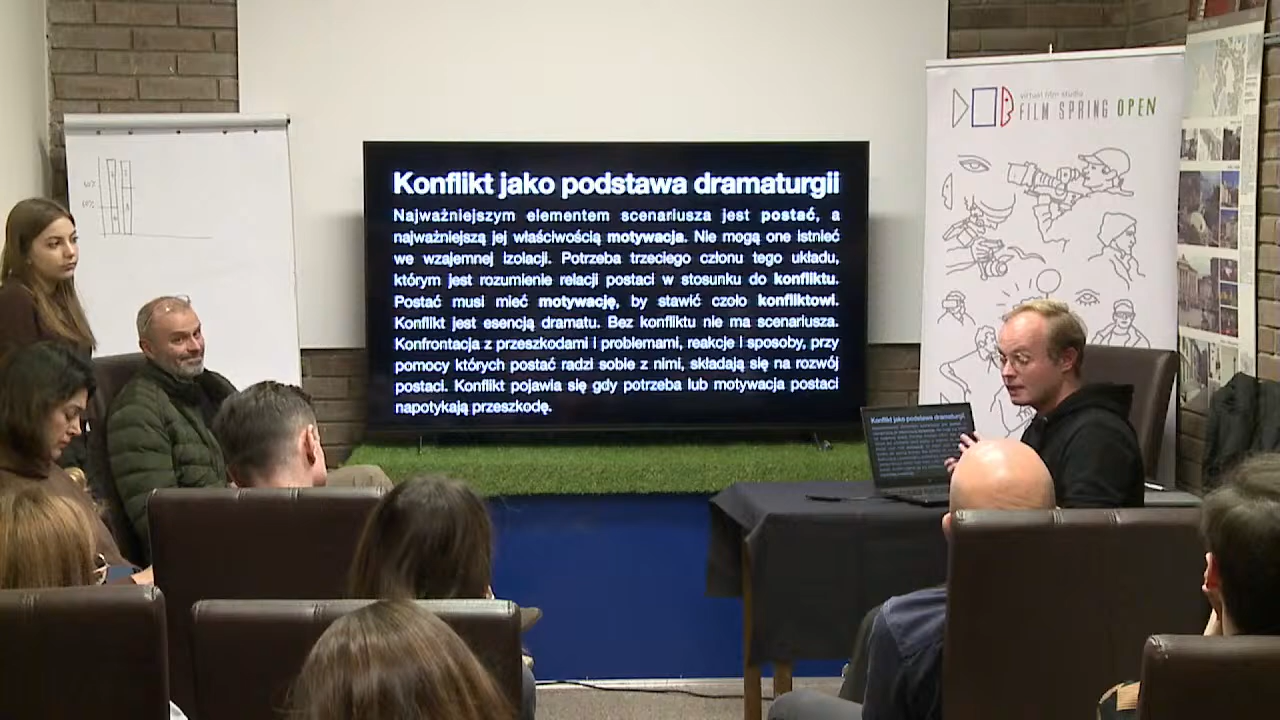 virtual film studio
FILM SPRING OPEN
Konflikt jako podstawa dramaturgii
Najważniejszym elementem scenariusza jest postać, a
najważniejszą jej właściwością motywacja. Nie mogą one istnieć
we wzajemnej izolacji. Potrzeba trzeciego członu tego układu,
którym jest rozumienie relacji postaci w stosunku do konfliktu.
Postać musi mieć motywację, by stawić czoło konfliktowi.
Konflikt jest esencją dramatu. Bez konfliktu nie ma scenariusza.
Konfrontacja z przeszkodami i problemami, reakcje i sposoby, przy
pomocy których postać radzi sobie z nimi, składają się na rozwój
postaci. Konflikt pojawia się gdy potrzeba lub motywacja postaci
napotykają przeszkodę.
Konflikt jako podstawa dramaturgii